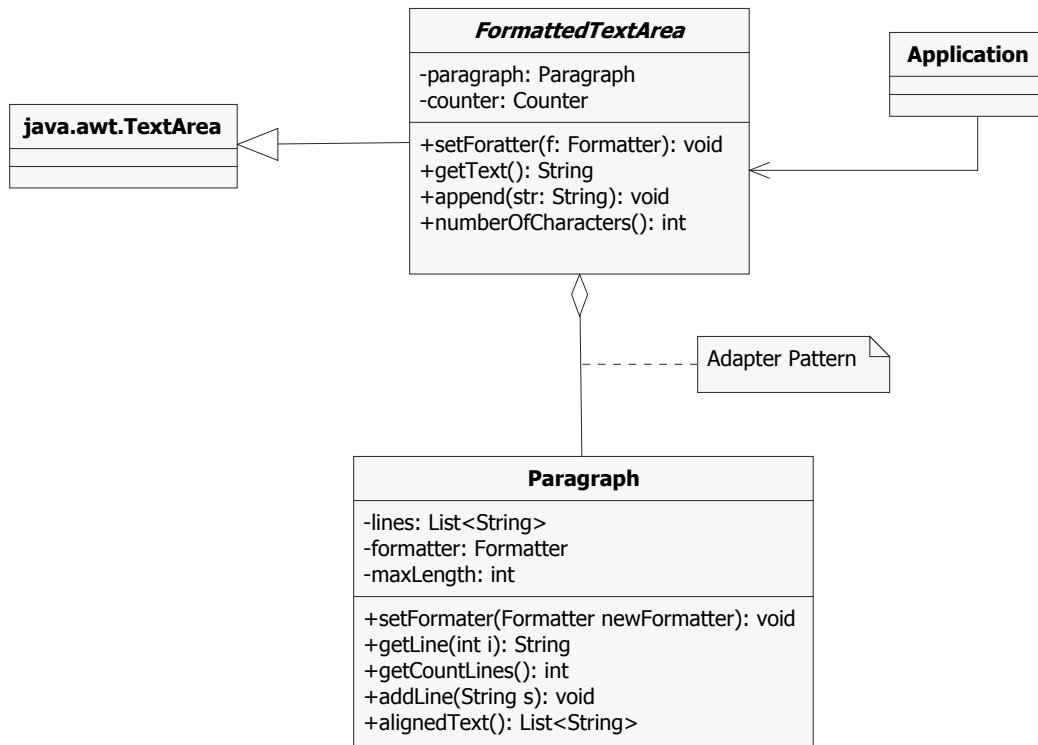 FormattedTextArea
-paragraph: Paragraph
-counter: Counter
+setForatter(f: Formatter): void
+getText(): String
+append(str: String): void
+numberOfCharacters(): int
Application
java.awt.TextArea
Adapter Pattern
Paragraph
-lines: List<String>
-formatter: Formatter
-maxLength: int
+setFormater(Formatter newFormatter): void
+getLine(int i): String
+getCountLines(): int
+addLine(String s): void
+alignedText(): List<String>